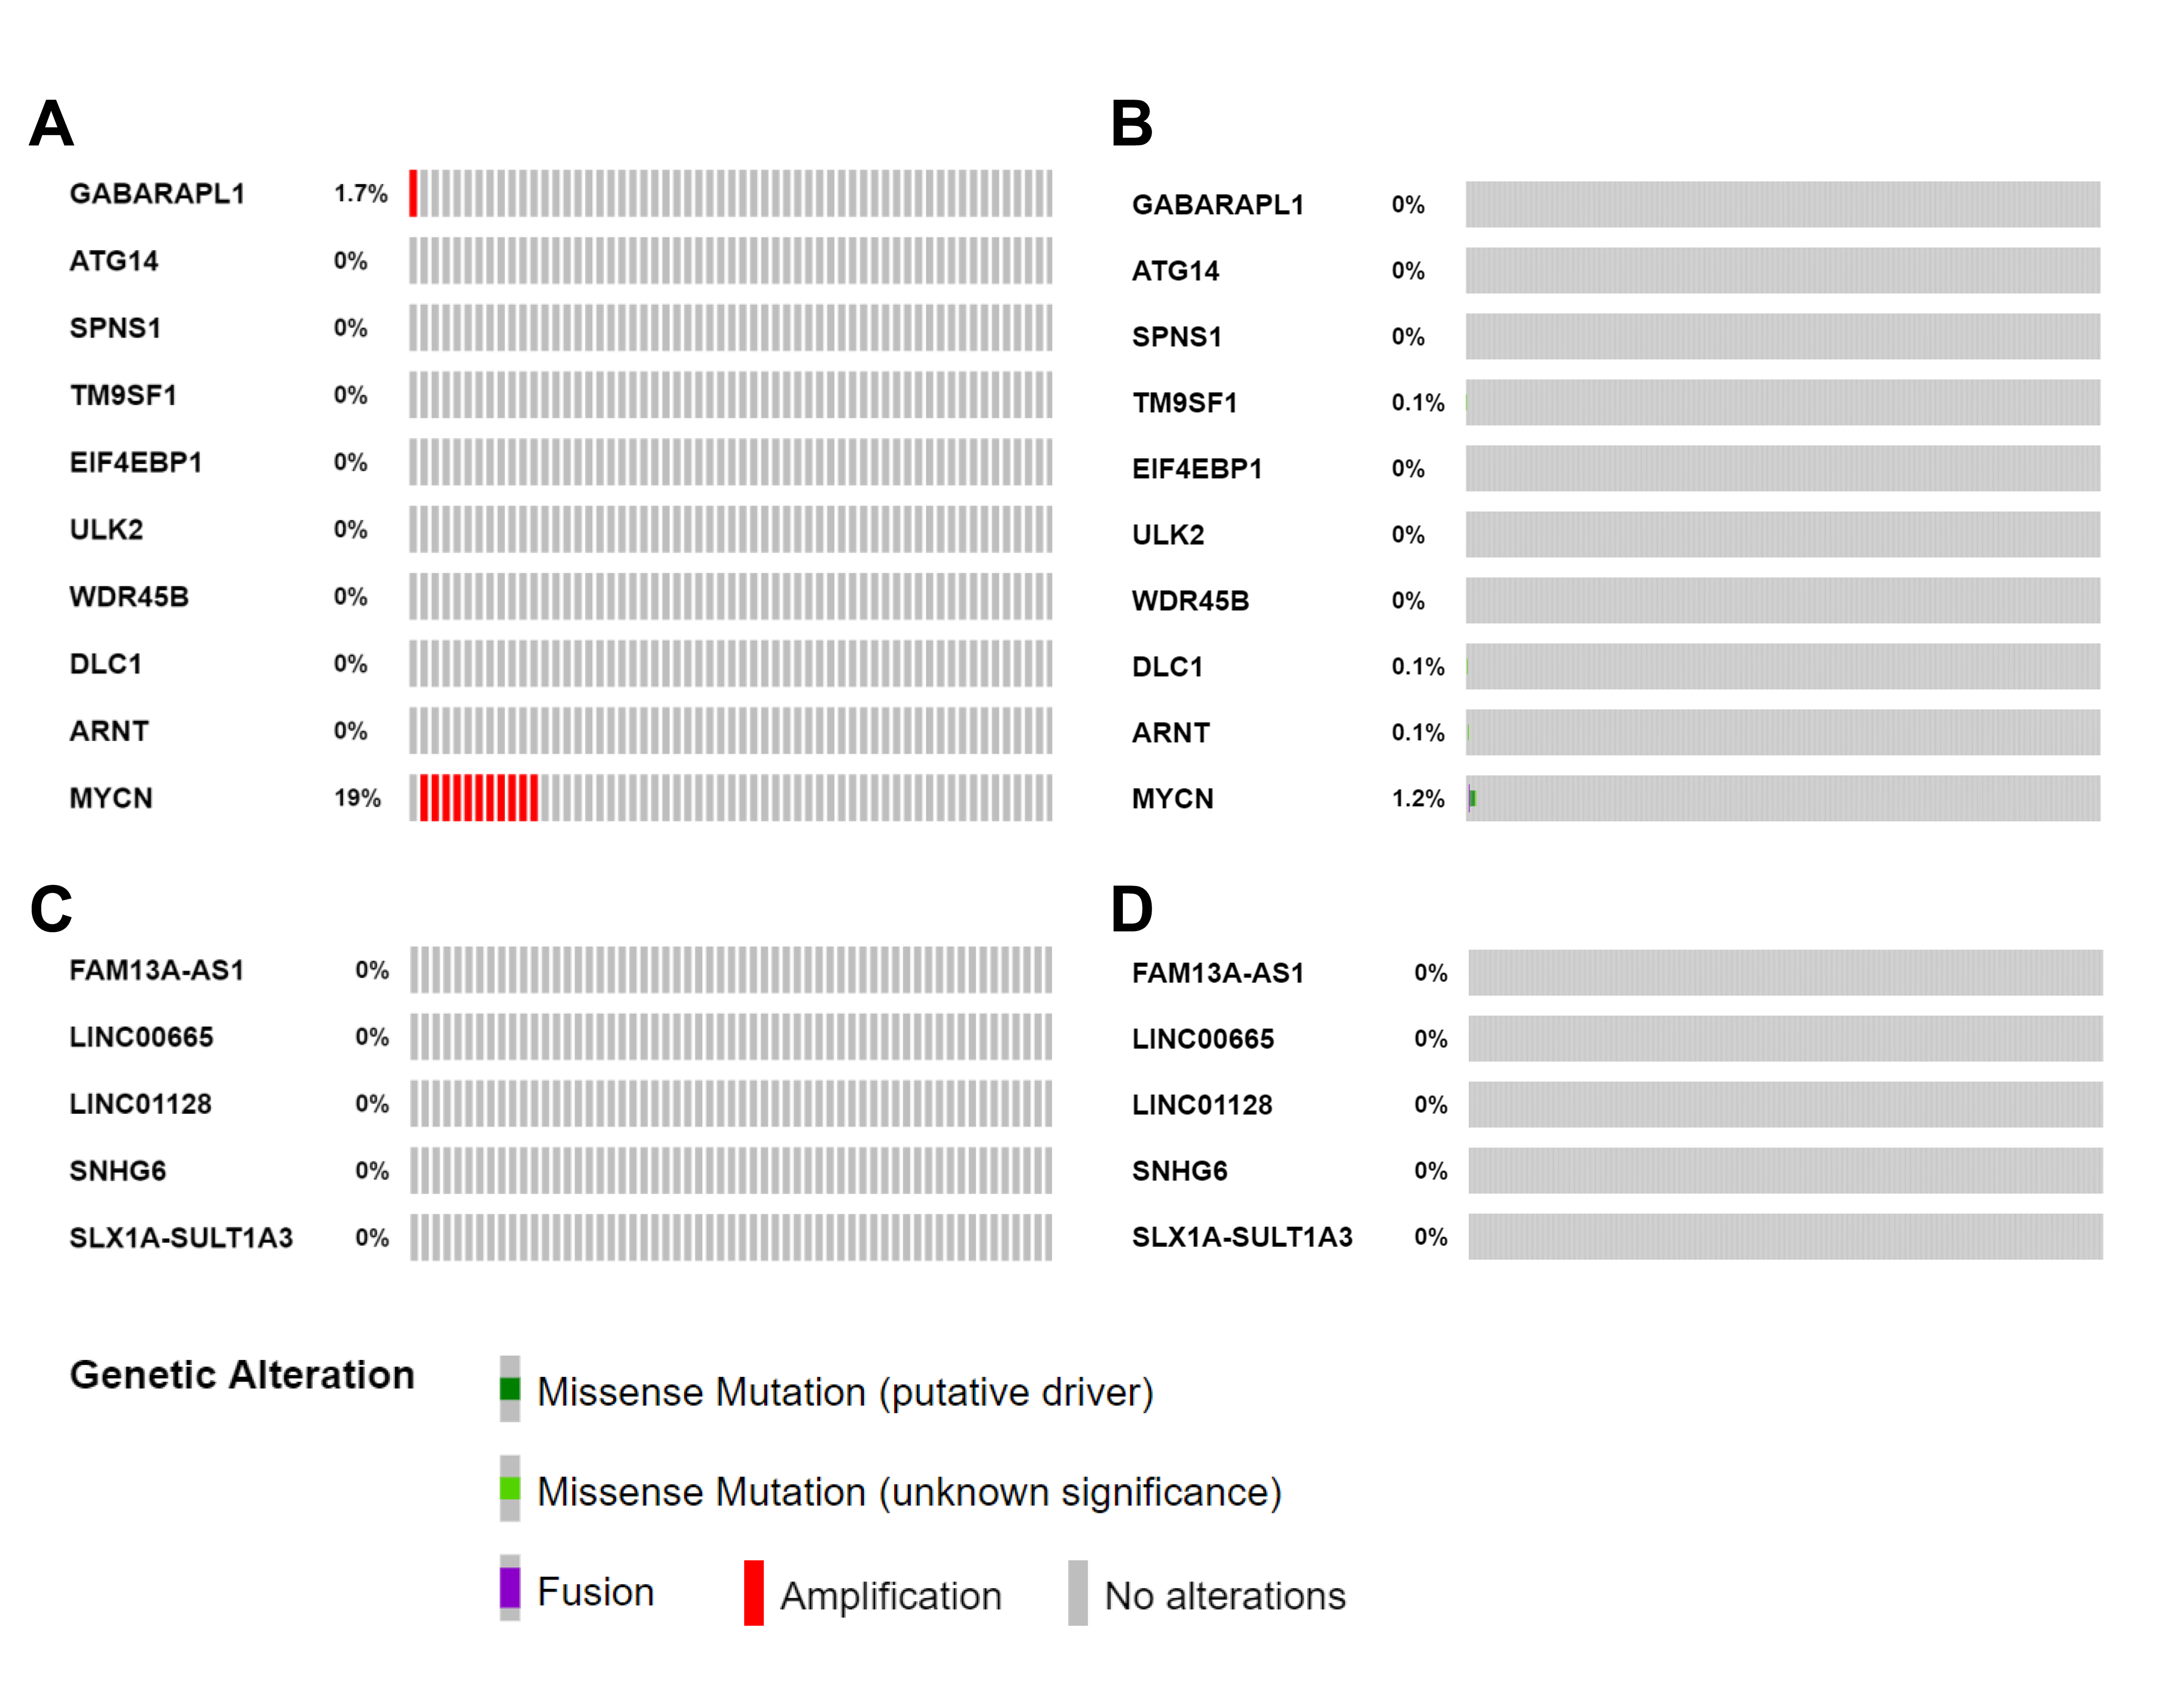 A
GABARAPL1 1.7%
ATG14 0%
SPNS1 0%
TM9SF1 0%
EIF4EBP1 0%
ULK2 0%
WDR45B 0%
DLC1 0%
ARNT 0%
MYCN 19%
B
GABARAPL1 0%
ATG14 0%
SPNS1 0%
TM9SF1 0.1%
EIF4EBP1 0%
ULK2 0%
WDR45B 0%
DLC1 0.1%
ARNT 0.1%
MYCN 1.2%
C
FAM13A-AS1 0%
LINC00665 0%
LINC01128 0%
SNHG6 0%
SLX1A-SULT1A3 0%
D
FAM13A-AS1 0%
LINC00665 0%
LINC01128 0%
SNHG6 0%
SLX1A-SULT1A3 0%
Genetic Alteration
Missense Mutation (putative driver)
Missense Mutation (unknown significance)
Fusion Amplification No alterations